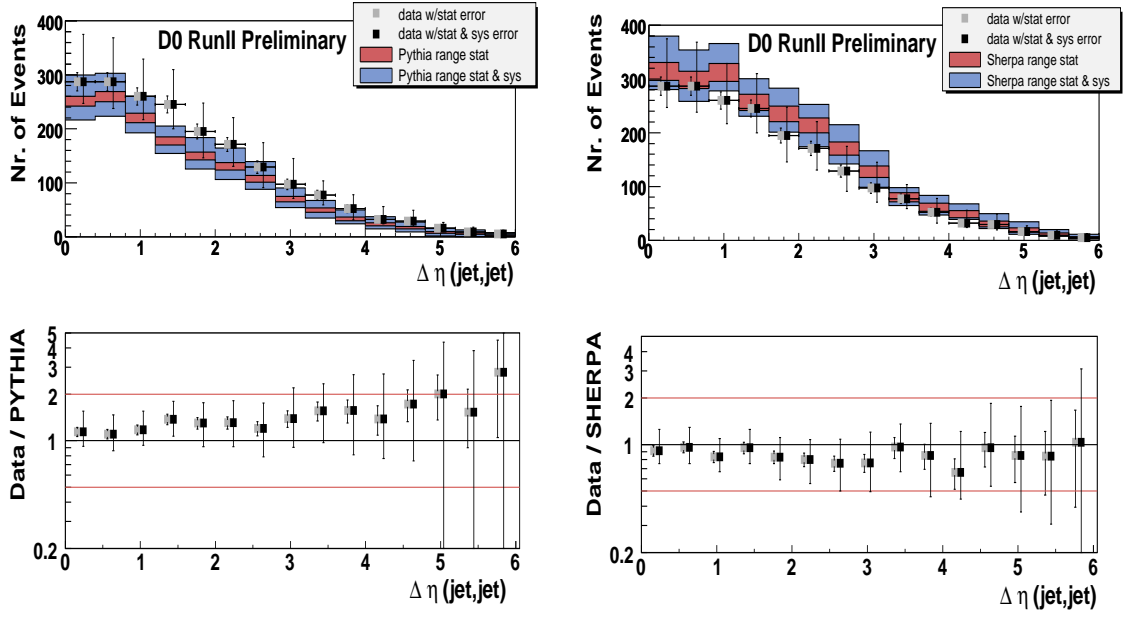 Nr. of Events
400
300
200
100
0
D0 RunII Preliminary
data w/stat error
data w/stat & sys error
Pythia range stat
Pythia range stat & sys
0 1 2 3 4 5 6
Δ η (jet,jet)
Nr. of Events
400
300
200
100
0
D0 RunII Preliminary
data w/stat error
data w/stat & sys error
Sherpa range stat
Sherpa range stat & sys
0 1 2 3 4 5 6
Δ η (jet,jet)
Data / PYTHIA
5
4
3
2
1
0.2
0 1 2 3 4 5 6
Δ η (jet,jet)
Data / SHERPA
4
3
2
1
0.2
0 1 2 3 4 5 6
Δ η (jet,jet)